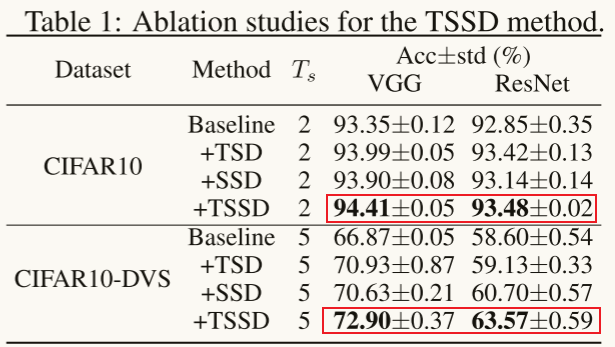 Table 1: Ablation studies for the TSSD method.
Dataset Method Tₛ Acc±std (%)
VGG ResNet
CIFAR10
Baseline 2 93.35±0.12 92.85±0.35
+TSD 2 93.99±0.05 93.42±0.13
+SSD 2 93.90±0.08 93.14±0.14
+TSSD 2 94.41±0.05 93.48±0.02
CIFAR10-DVS
Baseline 5 66.87±0.05 58.60±0.54
+TSD 5 70.93±0.87 59.13±0.33
+SSD 5 70.63±0.21 60.70±0.57
+TSSD 5 72.90±0.37 63.57±0.59